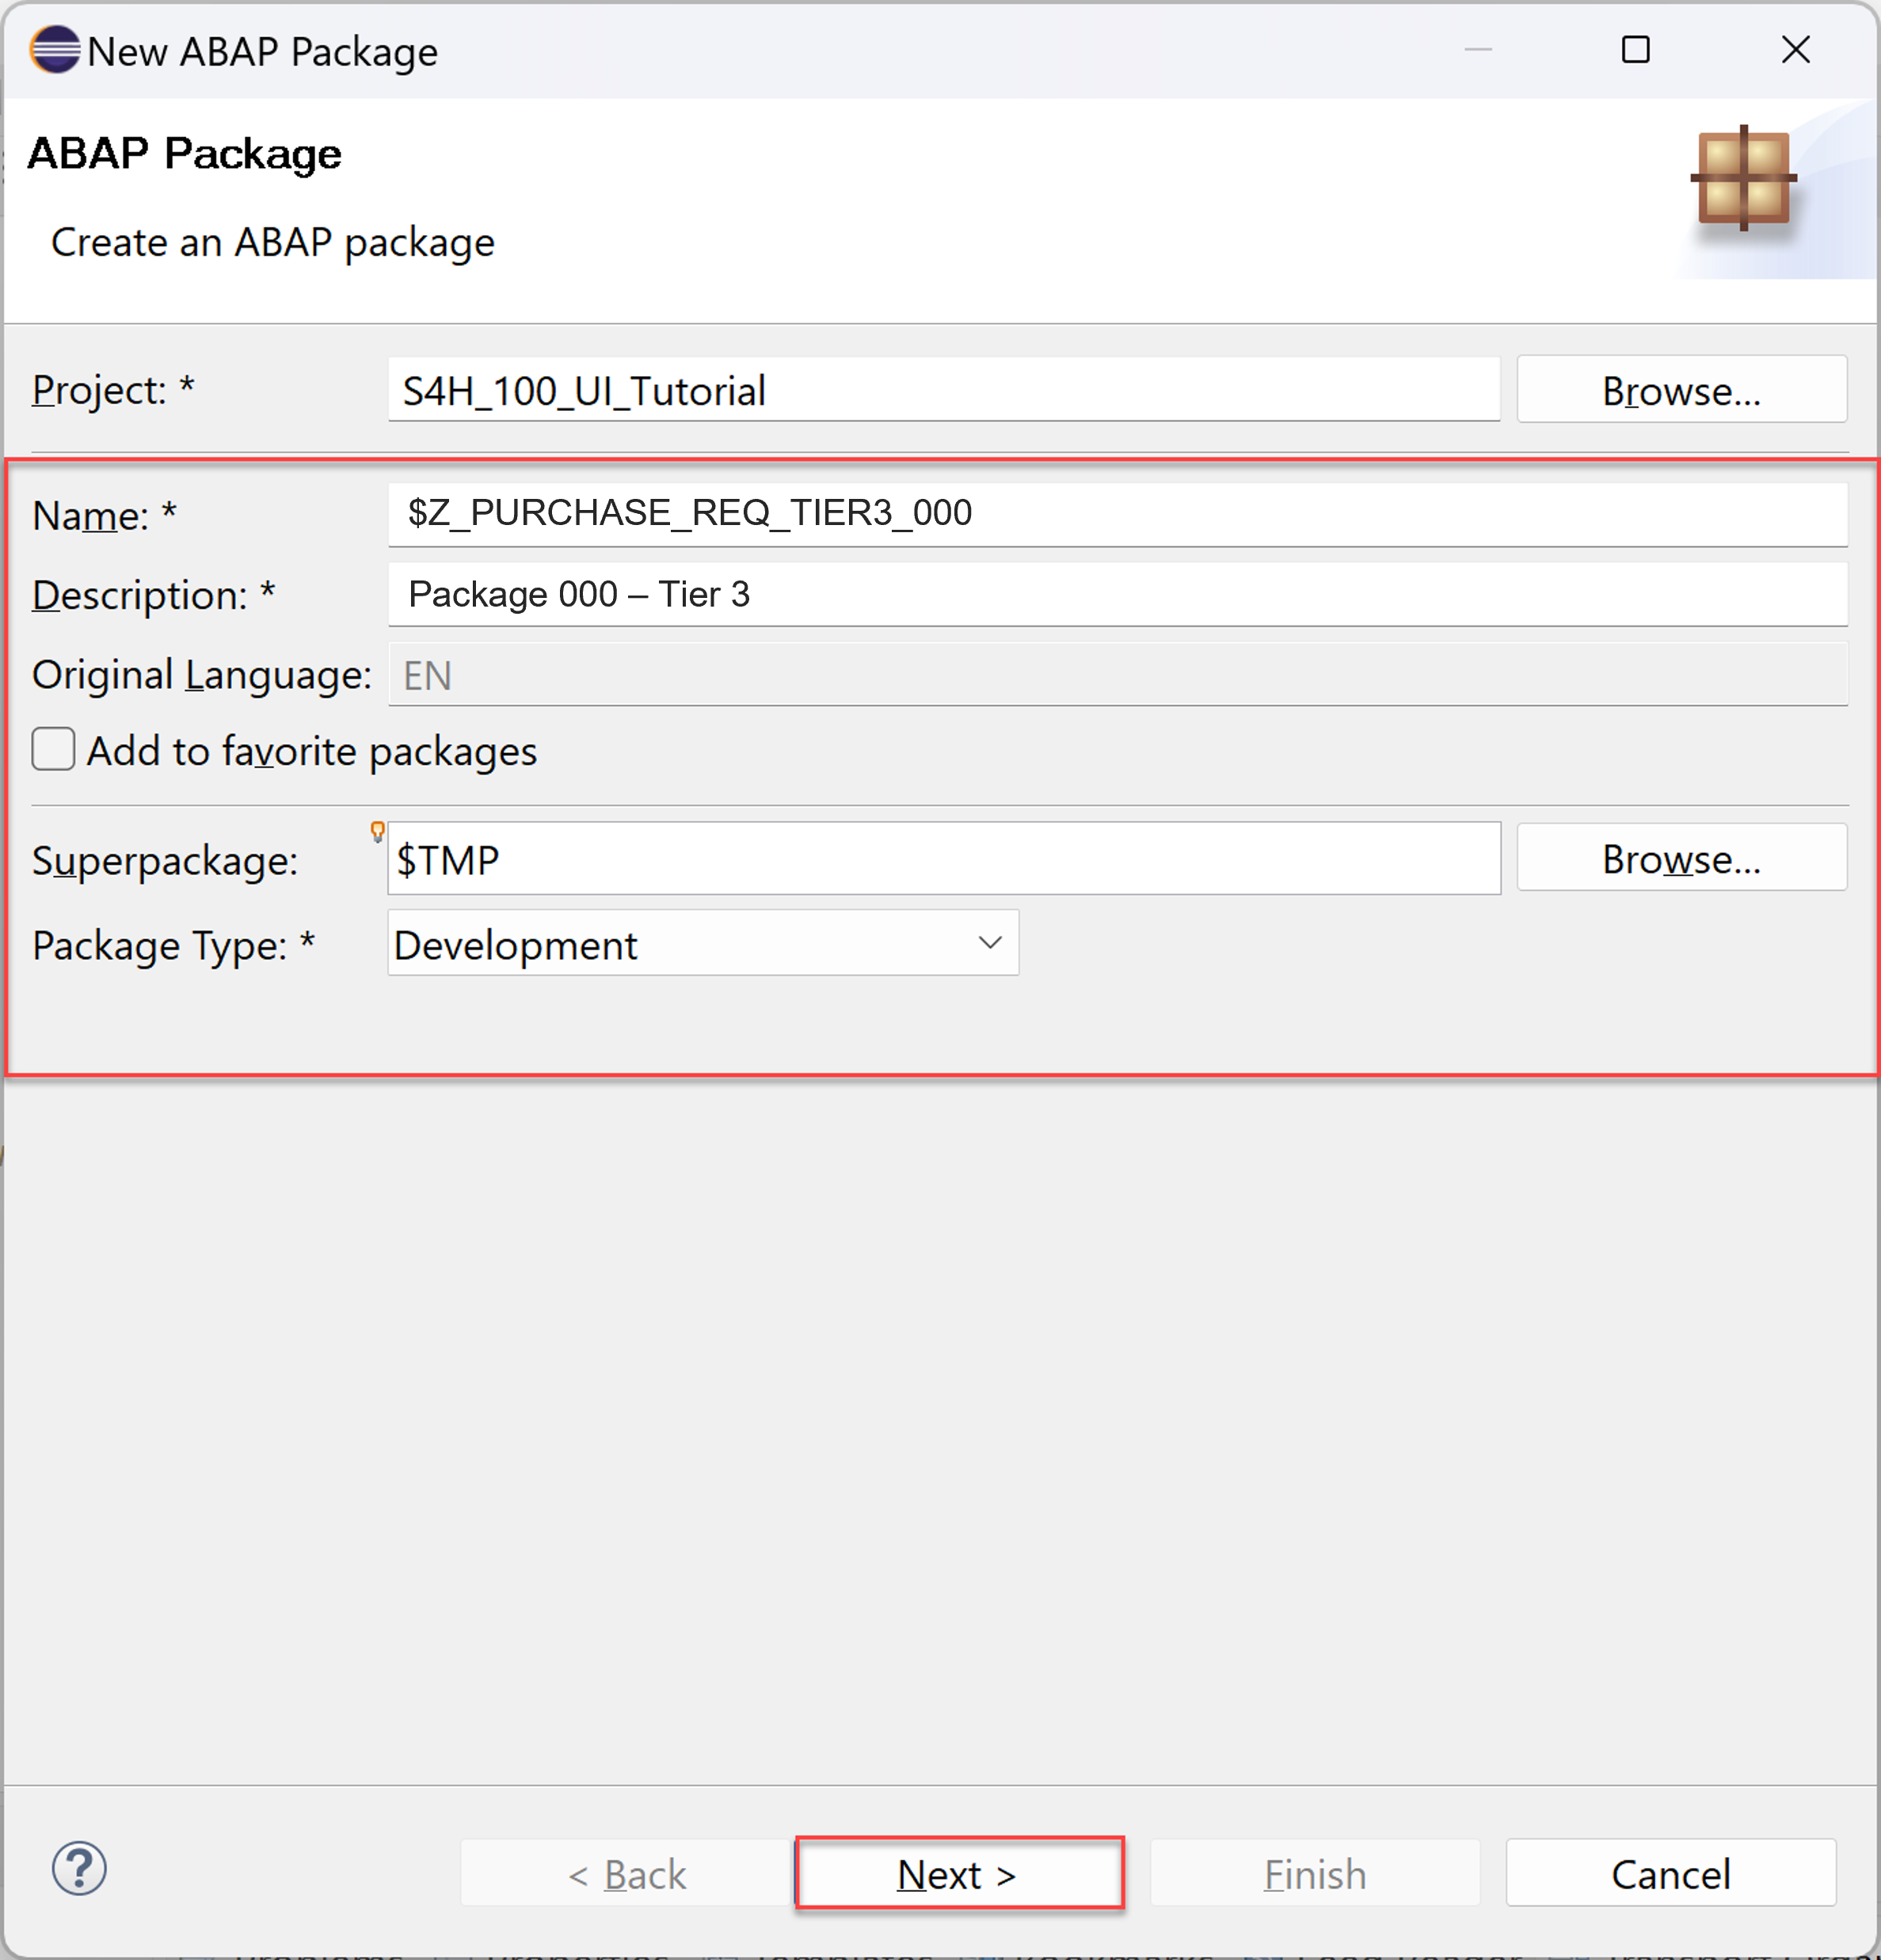 New ABAP Package
ABAP Package
Create an ABAP package
Project: * S4H_100_UI_Tutorial Browse...
Name: * $Z_PURCHASE_REQ_TIER3_000
Description: * Package 000 – Tier 3
Original Language: EN
Add to favorite packages
Superpackage: $TMP Browse...
Package Type: * Development
< Back Next > Finish Cancel